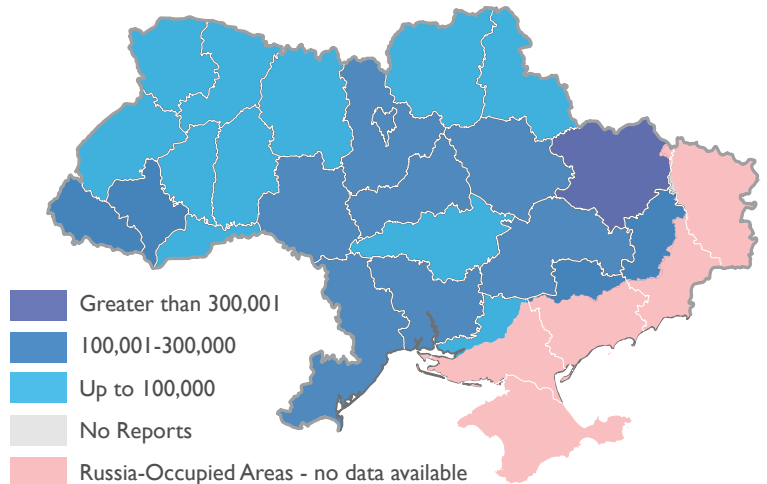 Greater than 300,001
100,001-300,000
Up to 100,000
No Reports
Russia-Occupied Areas - no data available